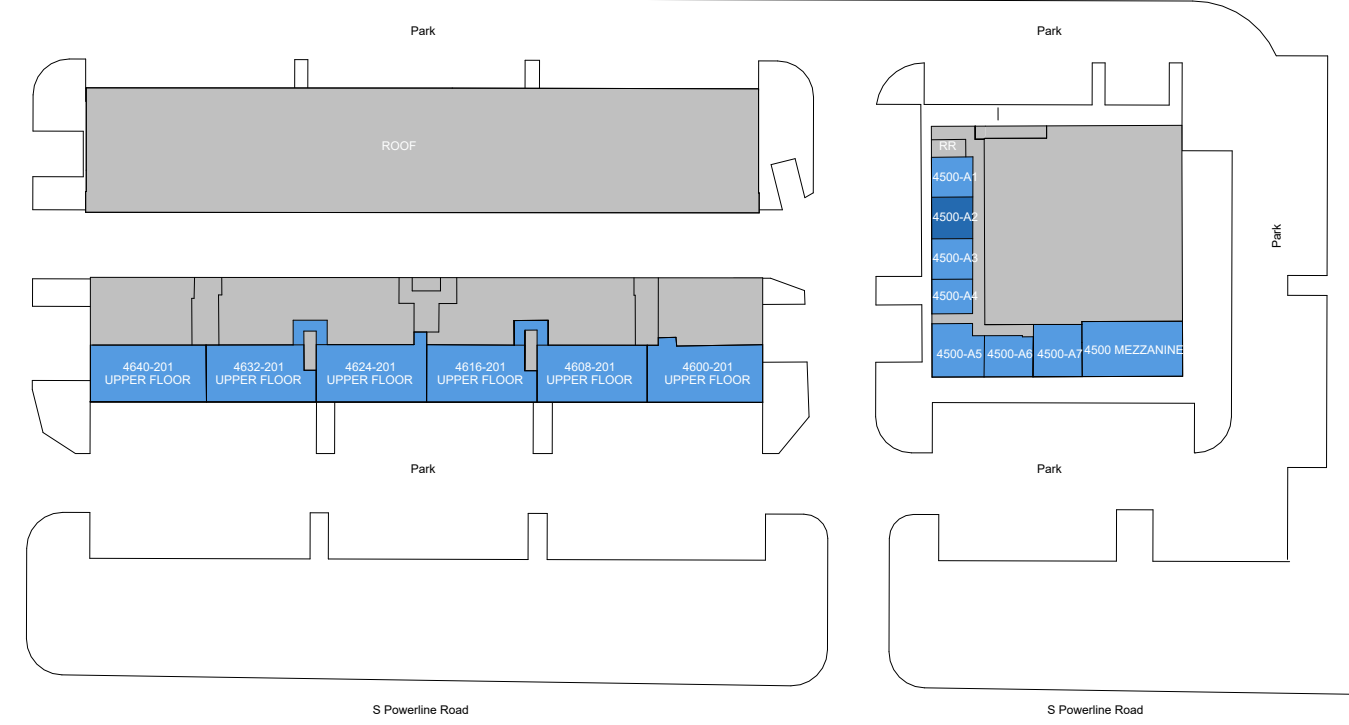 Park
Park
ROOF
RR
4500-A1
4500-A2
4500-A3
4500-A4
Park
4640-201
UPPER FLOOR
4632-201
UPPER FLOOR
4624-201
UPPER FLOOR
4616-201
UPPER FLOOR
4608-201
UPPER FLOOR
4600-201
UPPER FLOOR
4500-A5
4500-A6
4500-A7
4500 MEZZANINE
Park
Park
S Powerline Road
S Powerline Road